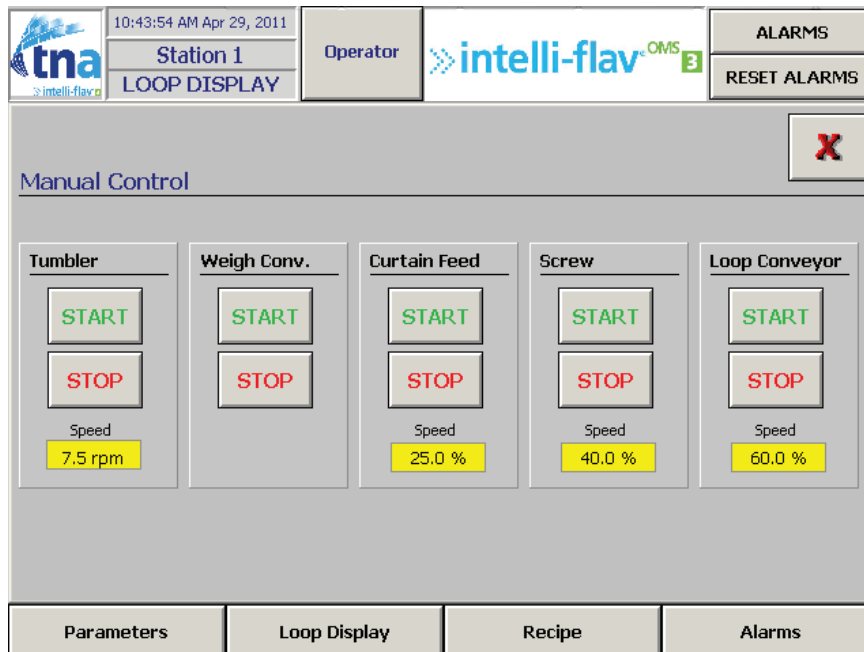 tna
intelli-flav
10:43:54 AM Apr 29, 2011
Station 1
LOOP DISPLAY
Operator
intelli-flav OMS 3
ALARMS
RESET ALARMS
X
Manual Control
Tumbler
START
STOP
Speed
7.5 rpm
Weigh Conv.
START
STOP
Curtain Feed
START
STOP
Speed
25.0 %
Screw
START
STOP
Speed
40.0 %
Loop Conveyor
START
STOP
Speed
60.0 %
Parameters
Loop Display
Recipe
Alarms